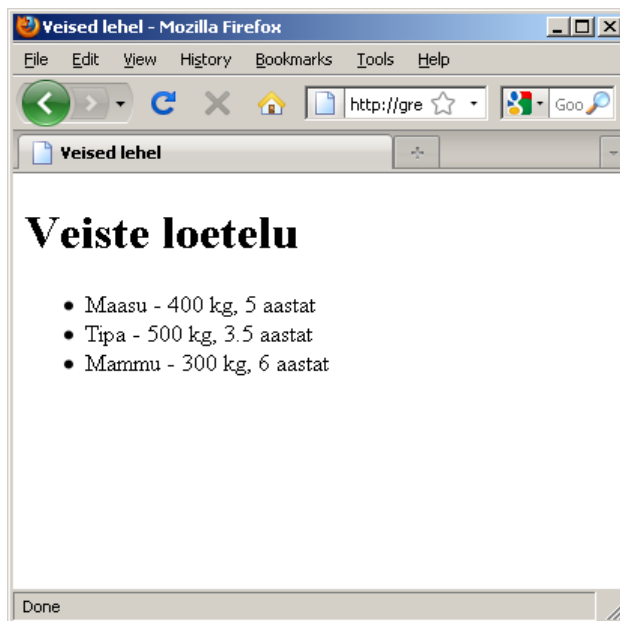 Veised lehel - Mozilla Firefox
File Edit View History Bookmarks Tools Help
http://gre Goo
Veised lehel
Veiste loetelu
Maasu - 400 kg, 5 aastat
Tipa - 500 kg, 3.5 aastat
Mammu - 300 kg, 6 aastat
Done